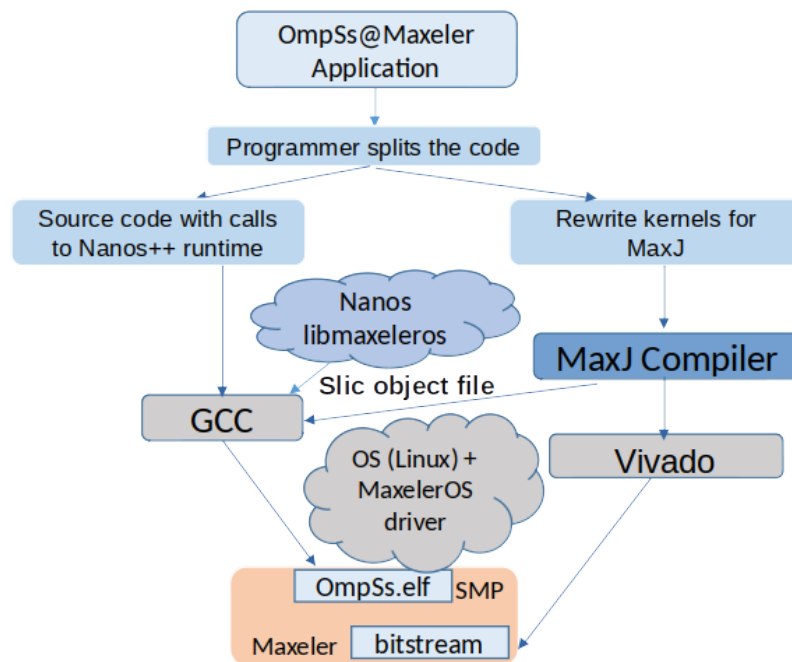 OmpSs@Maxeler
Application
Programmer splits the code
Source code with calls
to Nanos++ runtime
Rewrite kernels for
MaxJ
Nanos
libmaxeleros
MaxJ Compiler
Slic object file
GCC
OS (Linux) +
MaxelerOS
driver
Vivado
OmpSs.elf SMP
Maxeler bitstream